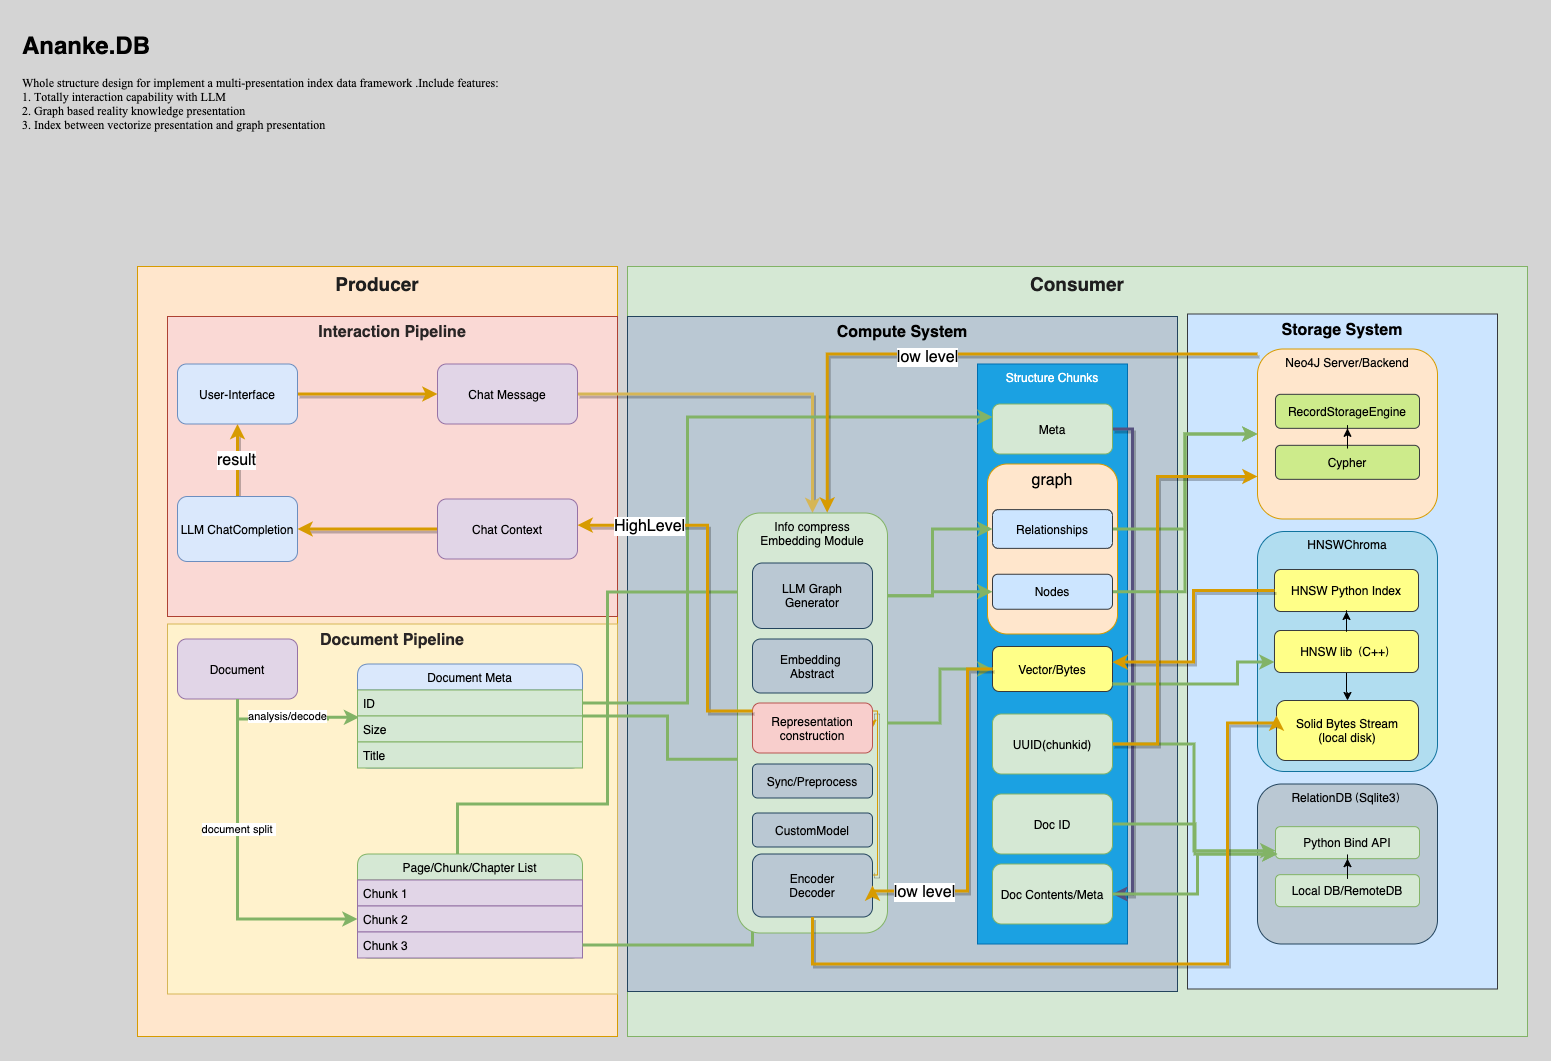 Ananke.DB
Whole structure design for implement a multi-presentation index data framework .Include features:
1. Totally interaction capability with LLM
2. Graph based reality knowledge presentation
3. Index between vectorize presentation and graph presentation
Producer
Interaction Pipeline
User-Interface
Chat Message
result
LLM ChatCompletion
Chat Context
HighLevel
Document Pipeline
Document
analysis/decode
Document Meta
ID
Size
Title
document split
Page/Chunk/Chapter List
Chunk 1
Chunk 2
Chunk 3
Consumer
Compute System
low level
Info compress
Embedding Module
LLM Graph
Generator
Embedding
Abstract
Representation
construction
Sync/Preprocess
CustomModel
Encoder
Decoder
low level
Structure Chunks
Meta
graph
Relationships
Nodes
Vector/Bytes
UUID(chunkid)
Doc ID
Doc Contents/Meta
Storage System
Neo4J Server/Backend
RecordStorageEngine
Cypher
HNSWChroma
HNSW Python Index
HNSW lib（C++)
Solid Bytes Stream
(local disk)
RelationDB (Sqlite3)
Python Bind API
Local DB/RemoteDB